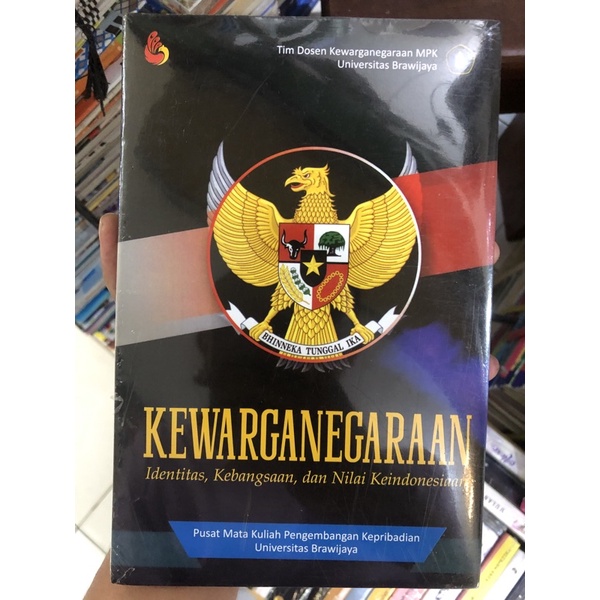 Tim Dosen Kewarganegaraan MPK
Universitas Brawijaya
BHINNEKA TUNGGAL IKA
KEWARGANEGARAAN
Identitas, Kebangsaan, dan Nilai Keindonesiaan
Pusat Mata Kuliah Pengembangan Kepribadian
Universitas Brawijaya